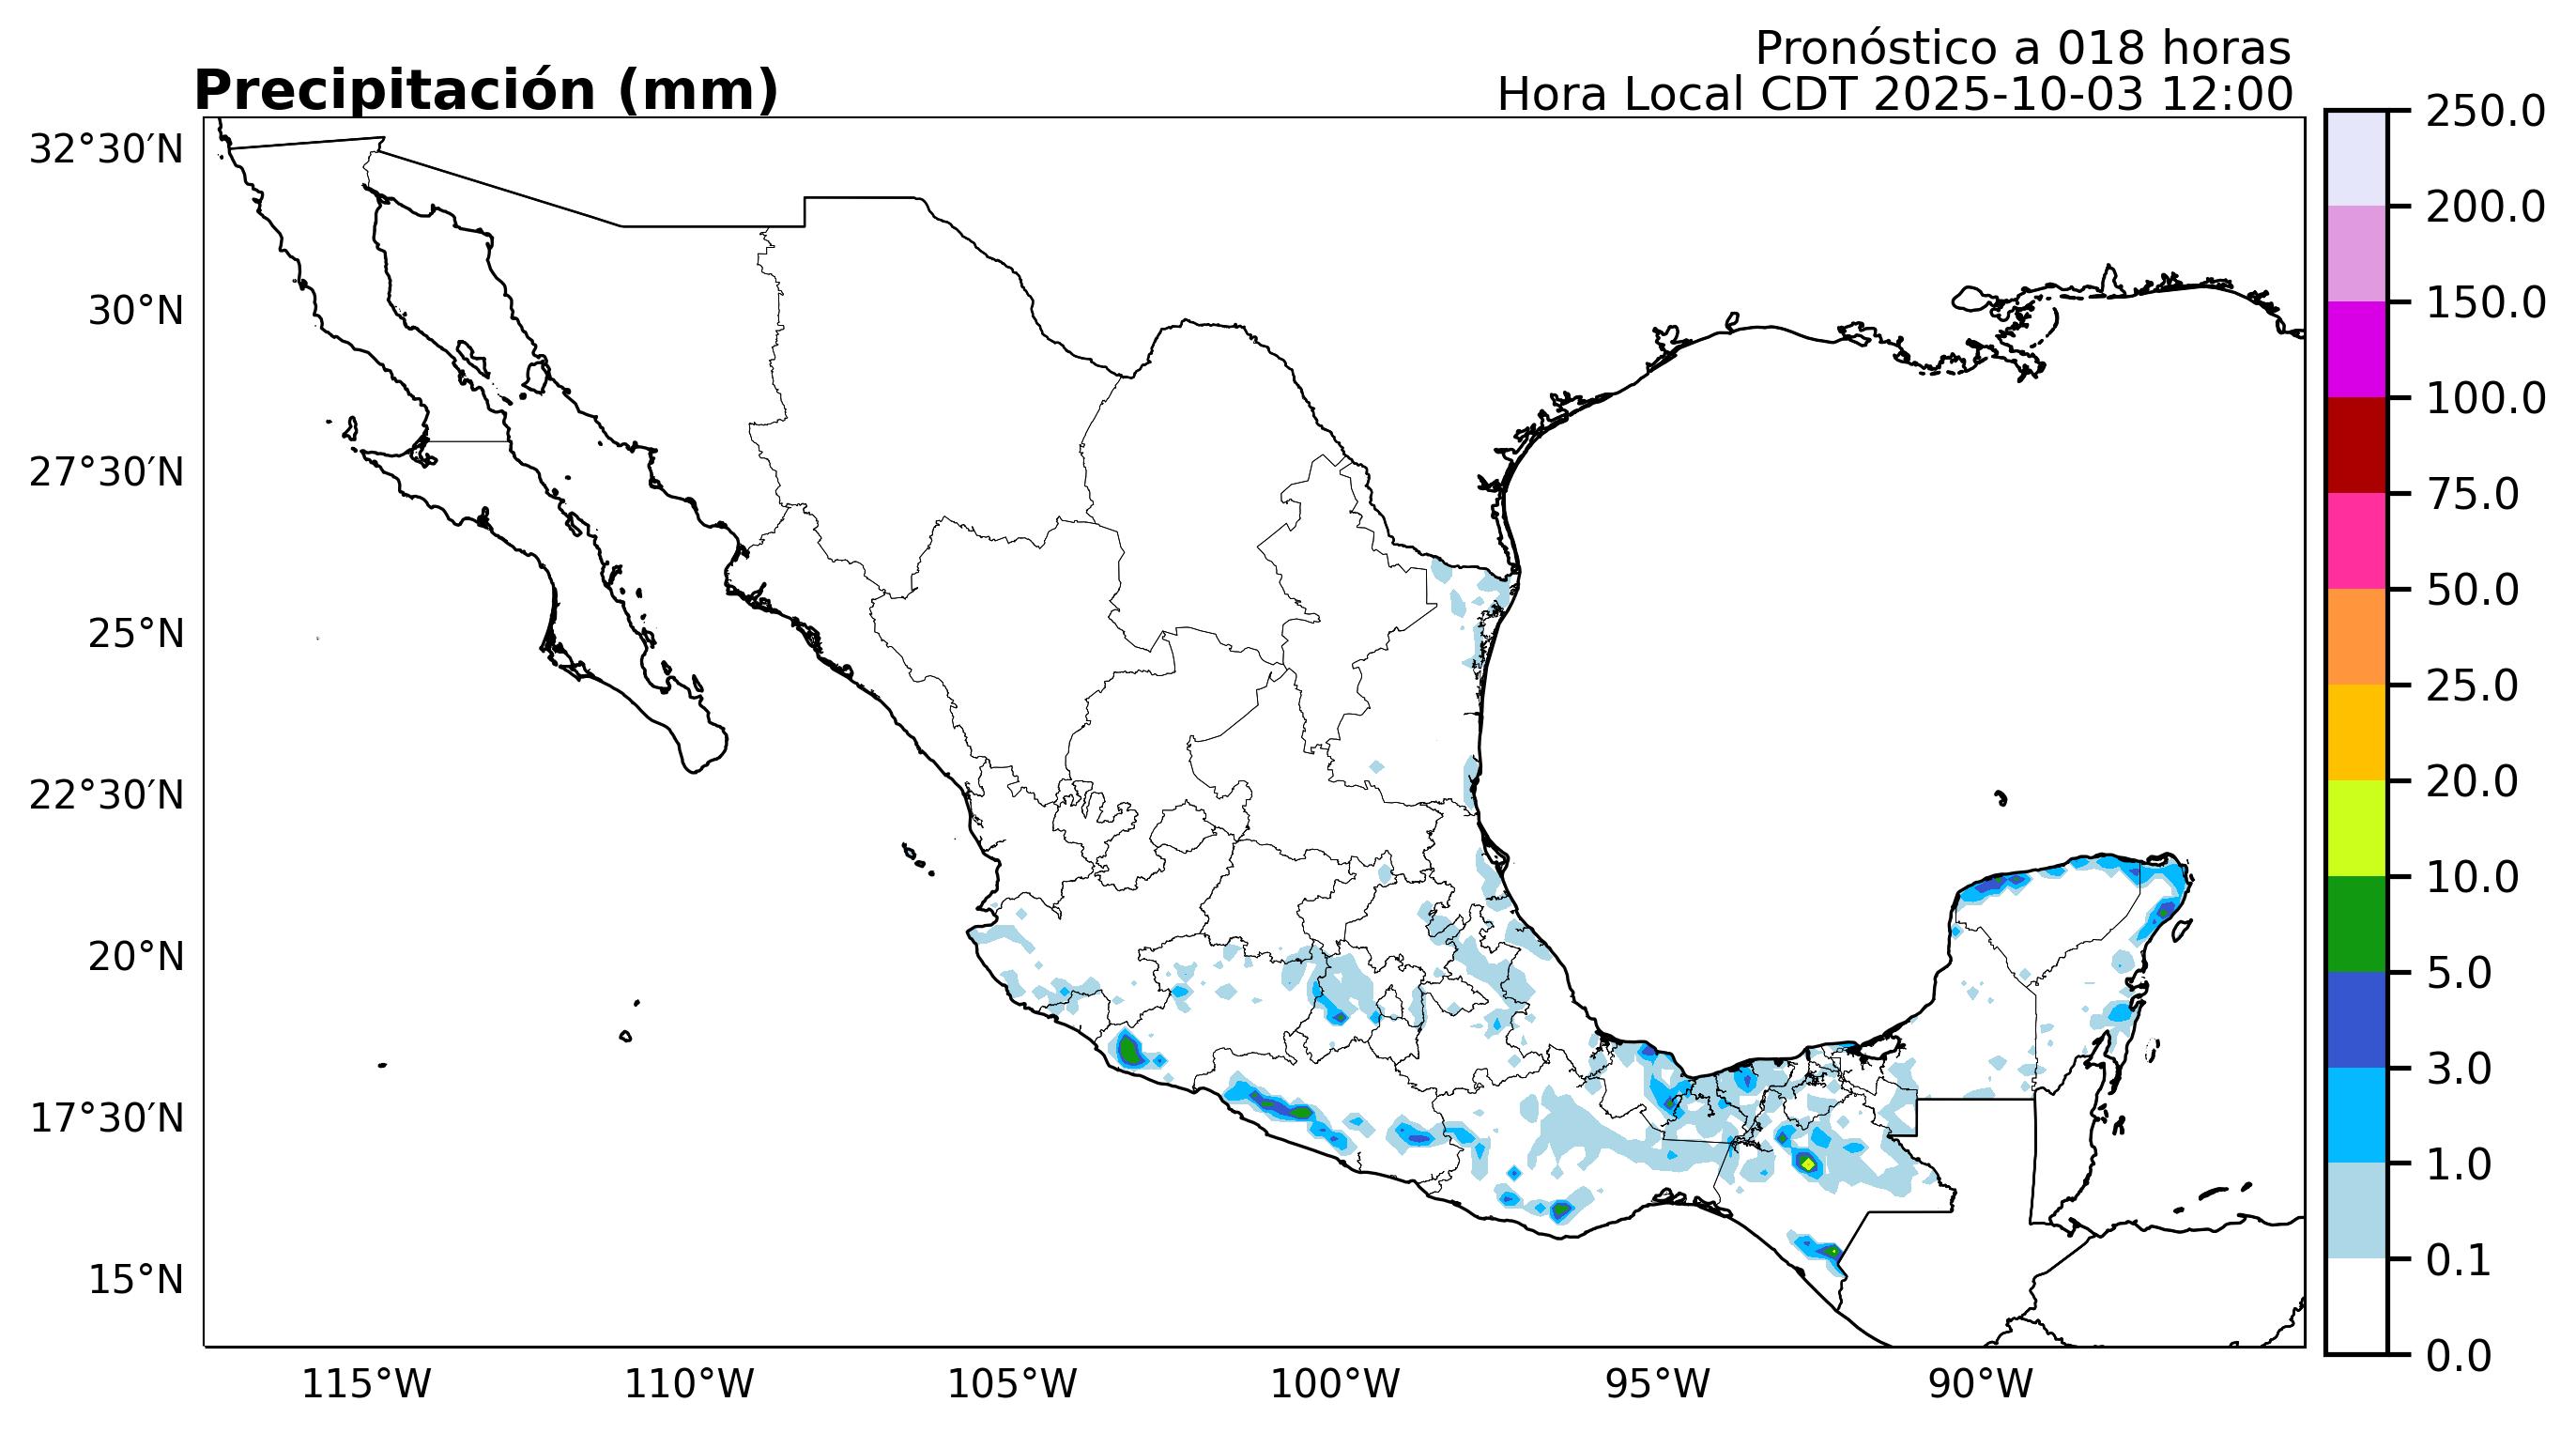 Pronóstico a 018 horas
Precipitación (mm)
Hora Local CDT 2025-10-03 12:00
32°30′N
30°N
27°30′N
25°N
22°30′N
20°N
17°30′N
15°N
115°W
110°W
105°W
100°W
95°W
90°W
250.0
200.0
150.0
100.0
75.0
50.0
25.0
20.0
10.0
5.0
3.0
1.0
0.1
0.0